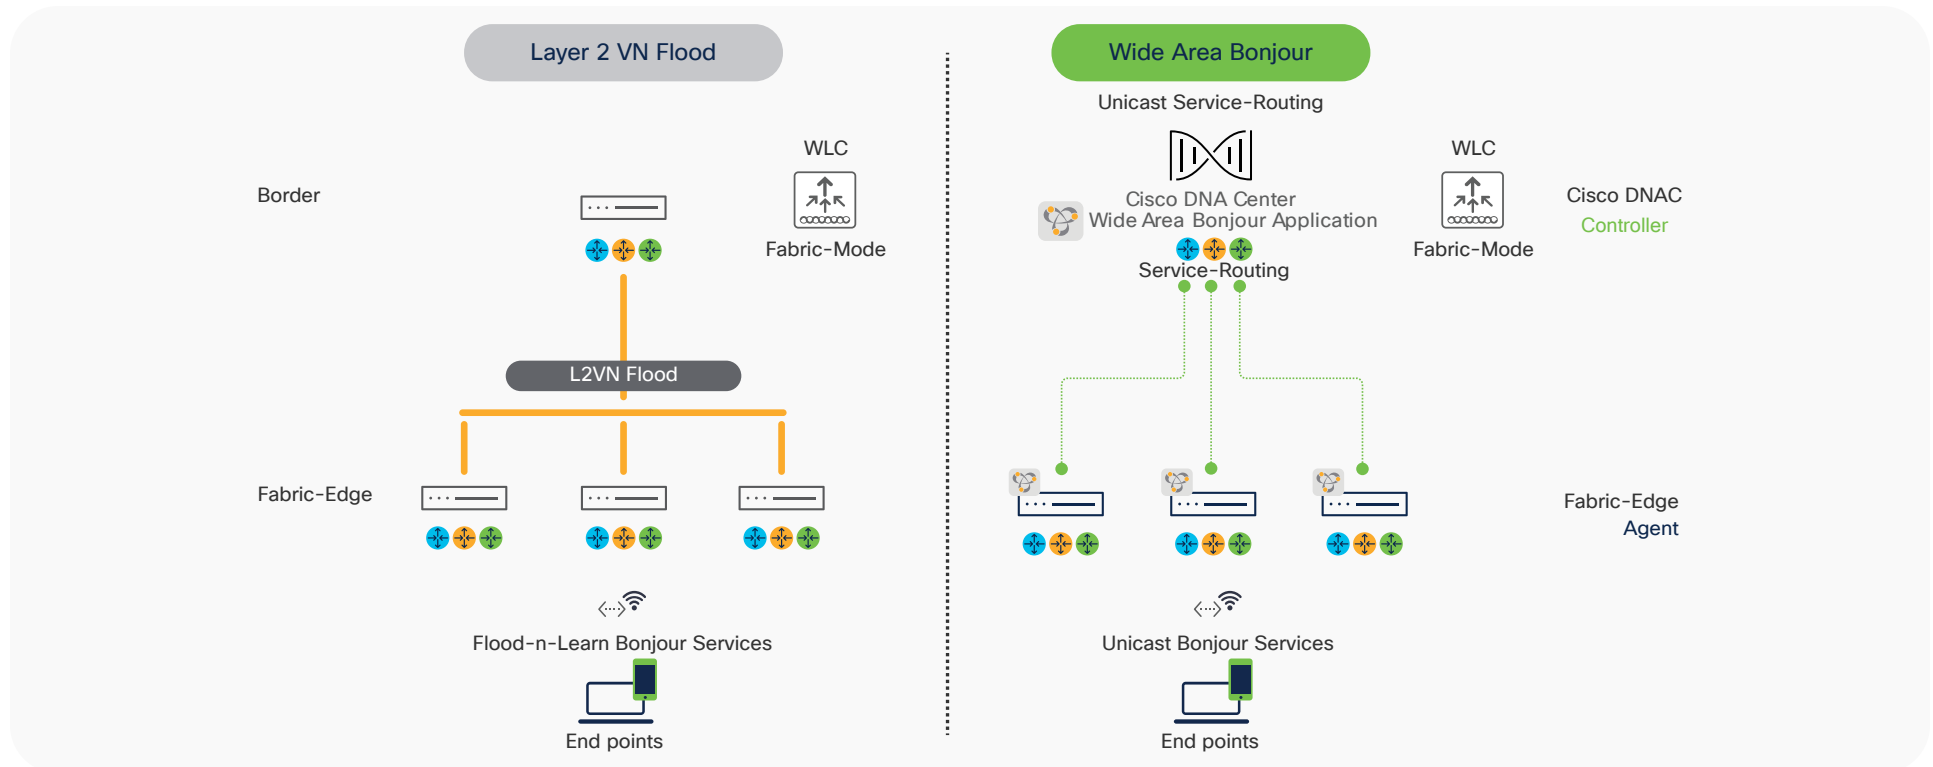 Layer 2 VN Flood
WLC
Border
Fabric-Mode
L2VN Flood
Fabric-Edge
Flood-n-Learn Bonjour Services
End points
Wide Area Bonjour
Unicast Service-Routing
WLC
Cisco DNA Center
Wide Area Bonjour Application
Cisco DNAC
Controller
Fabric-Mode
Service-Routing
Fabric-Edge
Agent
Unicast Bonjour Services
End points